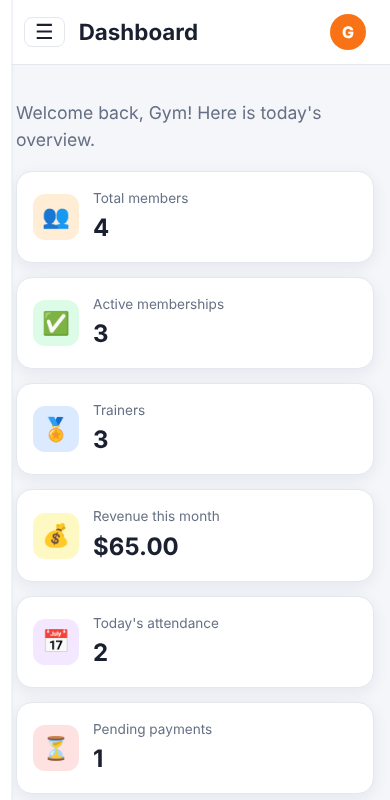 ☰ Dashboard G
Welcome back, Gym! Here is today's
overview.
Total members
4
Active memberships
3
Trainers
3
Revenue this month
$65.00
Today's attendance
2
Pending payments
1